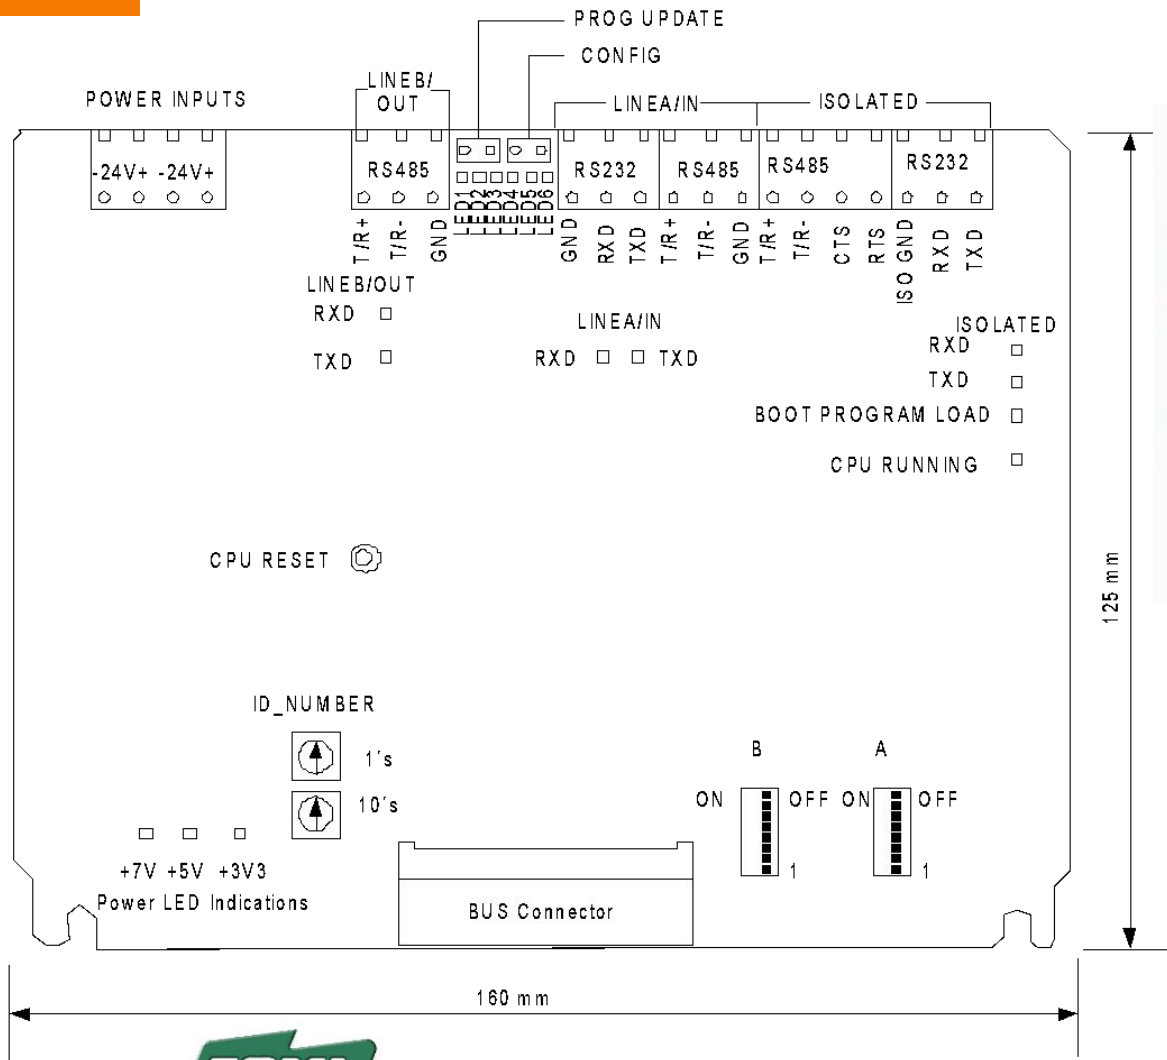 PROG UPDATE
CONFIG
LINEB/
OUT
POWER INPUTS
LINEA/IN
ISOLATED
-24V+ -24V+
RS485
RS232
RS485
RS485
RS232
LED1
LED2
LED3
LED4
LED5
LED6
T/R+
T/R-
GND
GND
RXD
TXD
T/R+
T/R-
GND
T/R+
T/R-
CTS
RTS
ISO GND
RXD
TXD
LINEB/OUT
RXD
TXD
LINEA/IN
RXD
TXD
ISOLATED
RXD
TXD
BOOT PROGRAM LOAD
CPU RUNNING
CPU RESET
125 mm
ID_NUMBER
1's
10's
B
A
ON
OFF
ON
OFF
1
1
+7V +5V +3V3
Power LED Indications
BUS Connector
160 mm